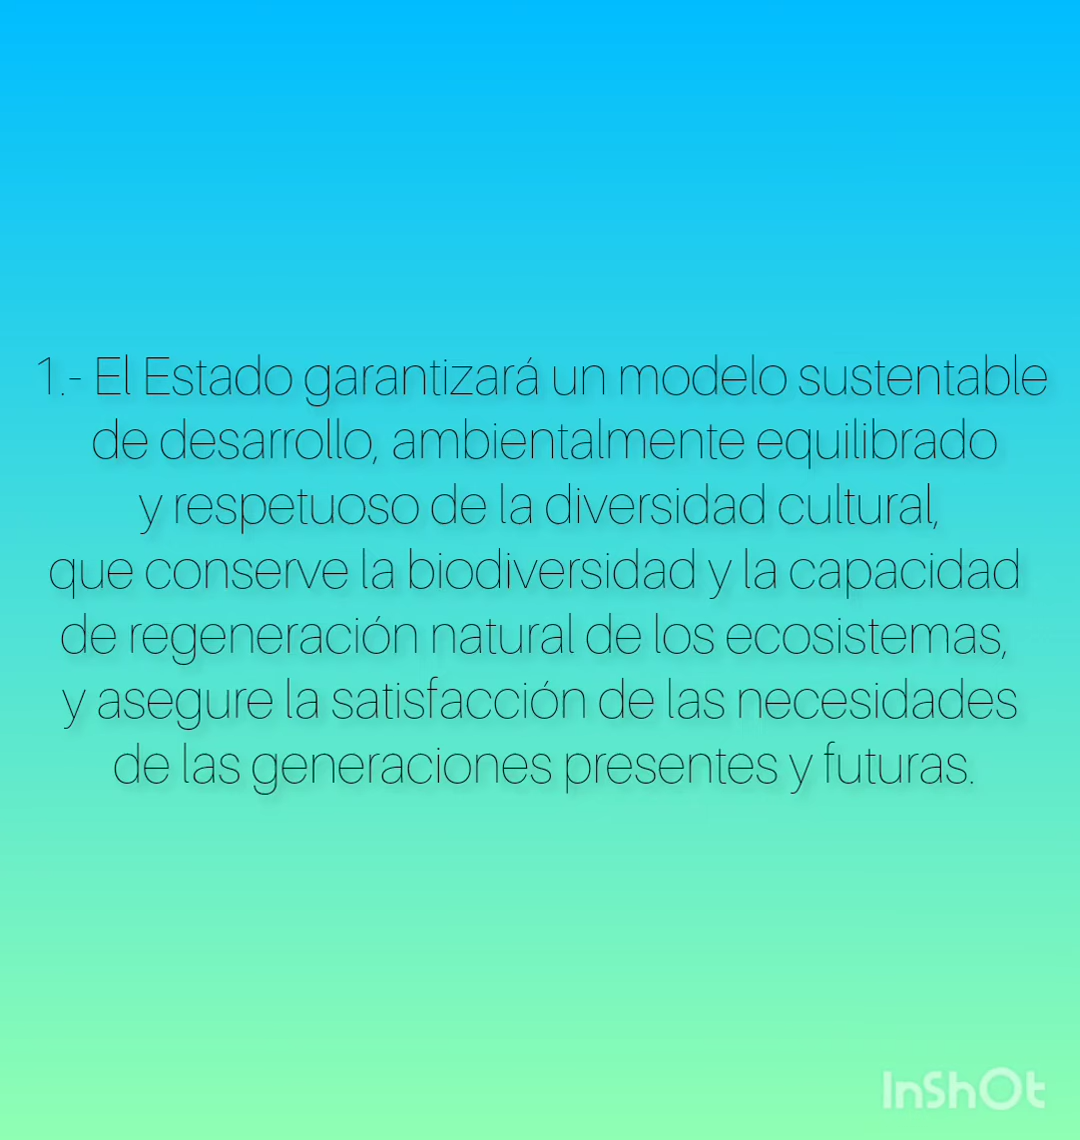 1.- El Estado garantizará un modelo sustentable
de desarrollo, ambientalmente equilibrado
y respetuoso de la diversidad cultural,
que conserve la biodiversidad y la capacidad
de regeneración natural de los ecosistemas,
y asegure la satisfacción de las necesidades
de las generaciones presentes y futuras.
InShOt